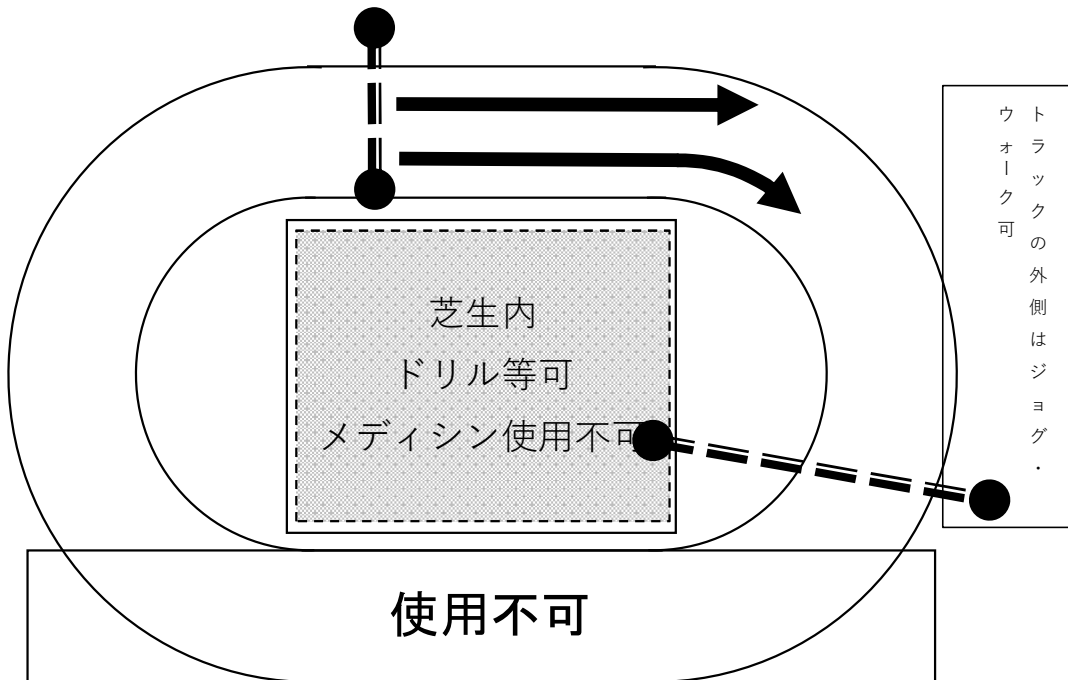 芝生内
ドリル等可
メディシン使用不可
トラックの外側はジョグ・
ウォーク可
使用不可